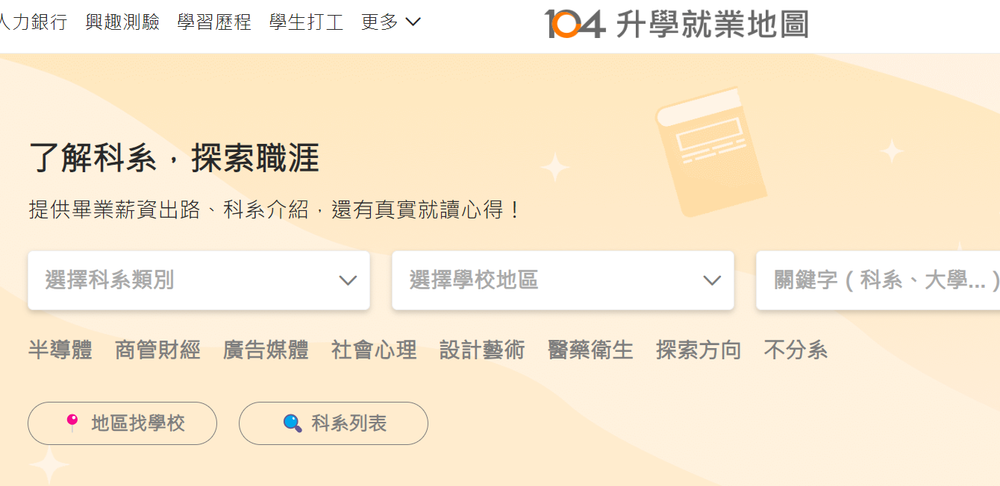 人力銀行 興趣測驗 學習歷程 學生打工 更多
104 升學就業地圖
了解科系，探索職涯
提供畢業薪資出路、科系介紹，還有真實就讀心得！
選擇科系類別 選擇學校地區 關鍵字（科系、大學...）
半導體 商管財經 廣告媒體 社會心理 設計藝術 醫藥衛生 探索方向 不分系
地區找學校 科系列表